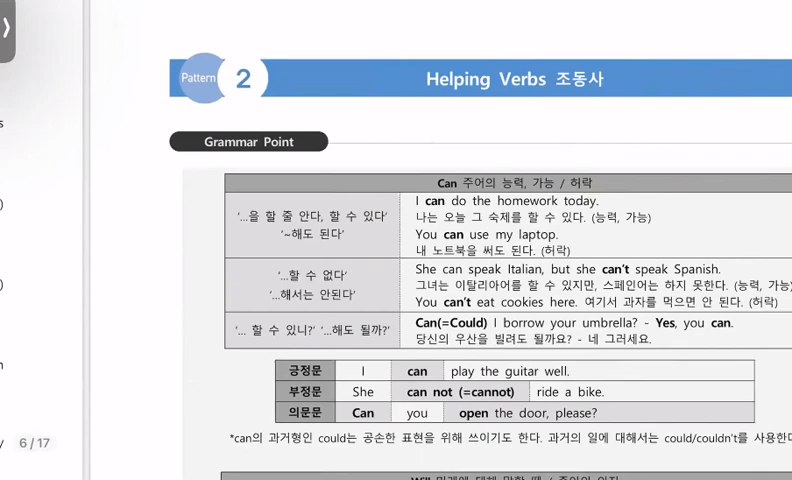 Pattern 2 Helping Verbs 조동사
Grammar Point
Can 주어의 능력, 가능 / 허락
'...을 할 줄 안다, 할 수 있다'
'~해도 된다'
I can do the homework today.
나는 오늘 그 숙제를 할 수 있다. (능력, 가능)
You can use my laptop.
내 노트북을 써도 된다. (허락)
'...할 수 없다'
'...해서는 안된다'
She can speak Italian, but she can't speak Spanish.
그녀는 이탈리아어를 할 수 있지만, 스페인어는 하지 못한다. (능력, 가능)
You can't eat cookies here. 여기서 과자를 먹으면 안 된다. (허락)
'... 할 수 있니?' '...해도 될까?'
Can(=Could) I borrow your umbrella? - Yes, you can.
당신의 우산을 빌려도 될까요? - 네 그러세요.
긍정문 I can play the guitar well.
부정문 She can not (=cannot) ride a bike.
의문문 Can you open the door, please?
*can의 과거형인 could는 공손한 표현을 위해 쓰이기도 한다. 과거의 일에 대해서는 could/couldn't를 사용한다
6/17